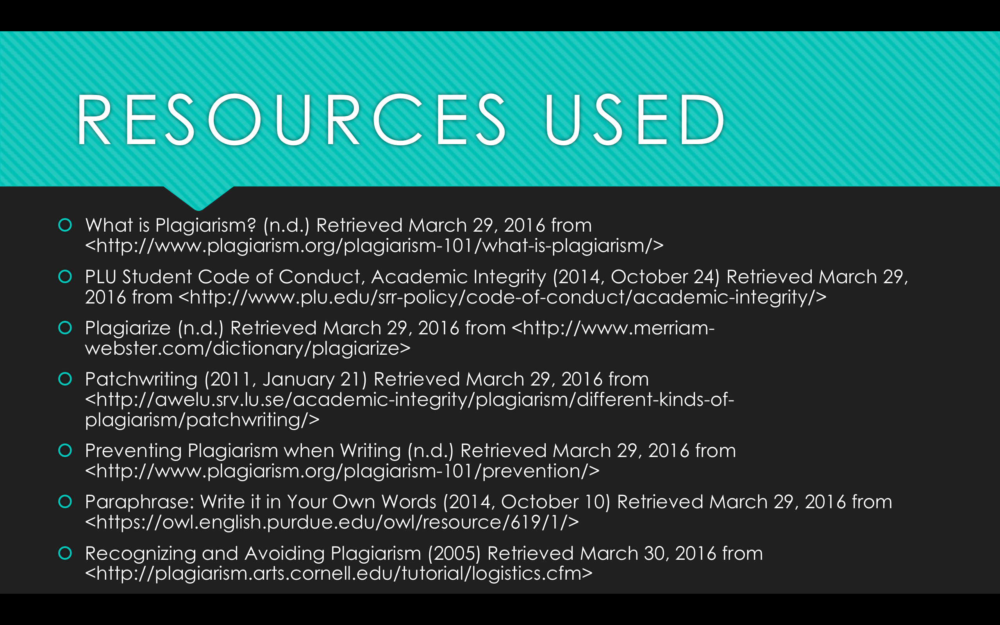 RESOURCES USED
What is Plagiarism? (n.d.) Retrieved March 29, 2016 from
<http://www.plagiarism.org/plagiarism-101/what-is-plagiarism/>
PLU Student Code of Conduct, Academic Integrity (2014, October 24) Retrieved March 29,
2016 from <http://www.plu.edu/srr-policy/code-of-conduct/academic-integrity/>
Plagiarize (n.d.) Retrieved March 29, 2016 from <http://www.merriam-
webster.com/dictionary/plagiarize>
Patchwriting (2011, January 21) Retrieved March 29, 2016 from
<http://awelu.srv.lu.se/academic-integrity/plagiarism/different-kinds-of-
plagiarism/patchwriting/>
Preventing Plagiarism when Writing (n.d.) Retrieved March 29, 2016 from
<http://www.plagiarism.org/plagiarism-101/prevention/>
Paraphrase: Write it in Your Own Words (2014, October 10) Retrieved March 29, 2016 from
<https://owl.english.purdue.edu/owl/resource/619/1/>
Recognizing and Avoiding Plagiarism (2005) Retrieved March 30, 2016 from
<http://plagiarism.arts.cornell.edu/tutorial/logistics.cfm>